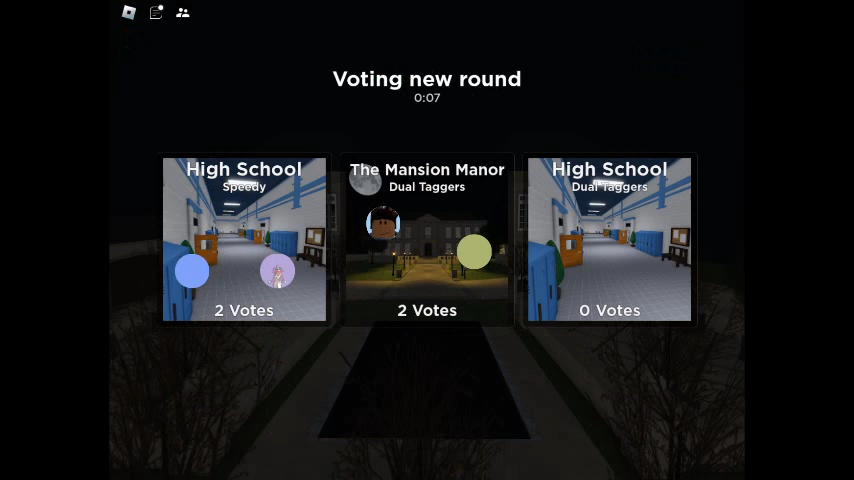 Voting new round
0:07
High School
Speedy
2 Votes
The Mansion Manor
Dual Taggers
2 Votes
High School
Dual Taggers
0 Votes